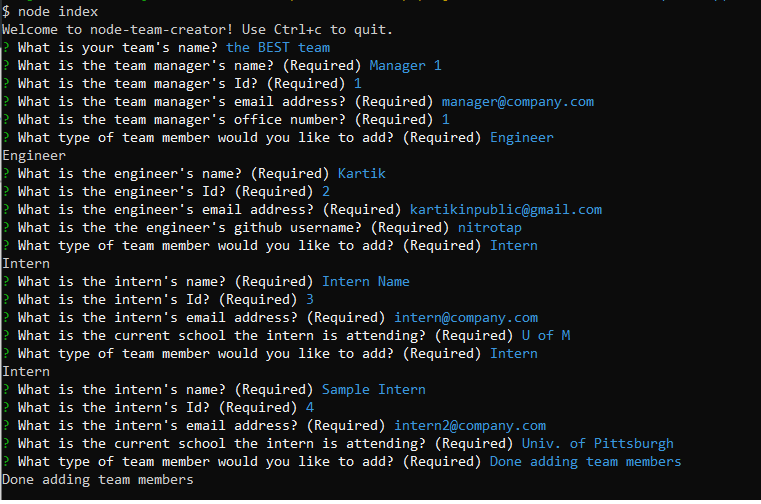 $ node index
Welcome to node-team-creator! Use Ctrl+c to quit.
? What is your team's name? the BEST team
? What is the team manager's name? (Required) Manager 1
? What is the team manager's Id? (Required) 1
? What is the team manager's email address? (Required) manager@company.com
? What is the team manager's office number? (Required) 1
? What type of team member would you like to add? (Required) Engineer
Engineer
? What is the engineer's name? (Required) Kartik
? What is the engineer's Id? (Required) 2
? What is the engineer's email address? (Required) kartikinpublic@gmail.com
? What is the the engineer's github username? (Required) nitrotap
? What type of team member would you like to add? (Required) Intern
Intern
? What is the intern's name? (Required) Intern Name
? What is the intern's Id? (Required) 3
? What is the intern's email address? (Required) intern@company.com
? What is the current school the intern is attending? (Required) U of M
? What type of team member would you like to add? (Required) Intern
Intern
? What is the intern's name? (Required) Sample Intern
? What is the intern's Id? (Required) 4
? What is the intern's email address? (Required) intern2@company.com
? What is the current school the intern is attending? (Required) Univ. of Pittsburgh
? What type of team member would you like to add? (Required) Done adding team members
Done adding team members